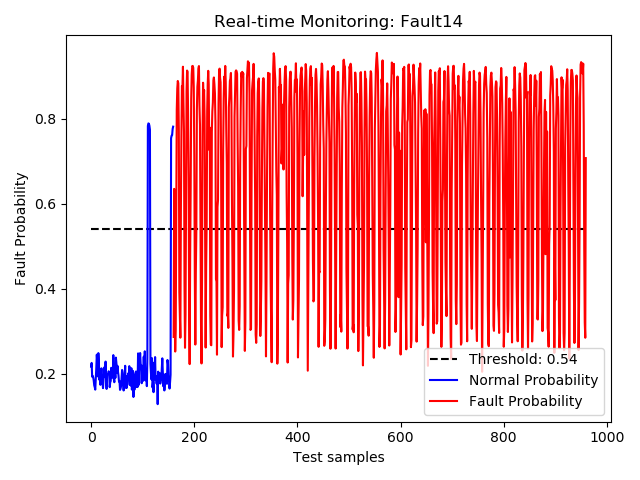 Real-time Monitoring: Fault14
Fault Probability
0.8
0.6
0.4
0.2
0
200
400
600
800
1000
Test samples
Threshold: 0.54
Normal Probability
Fault Probability